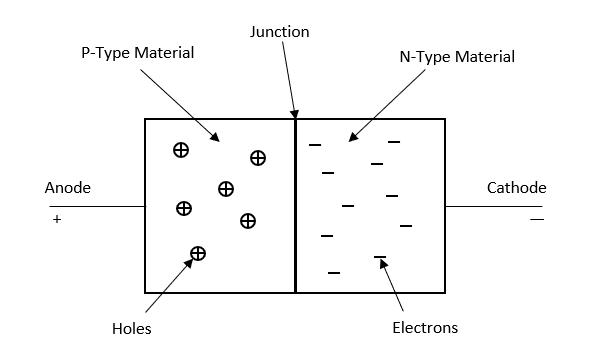 Junction
P-Type Material
N-Type Material
Anode
+
Cathode
—
Holes
Electrons